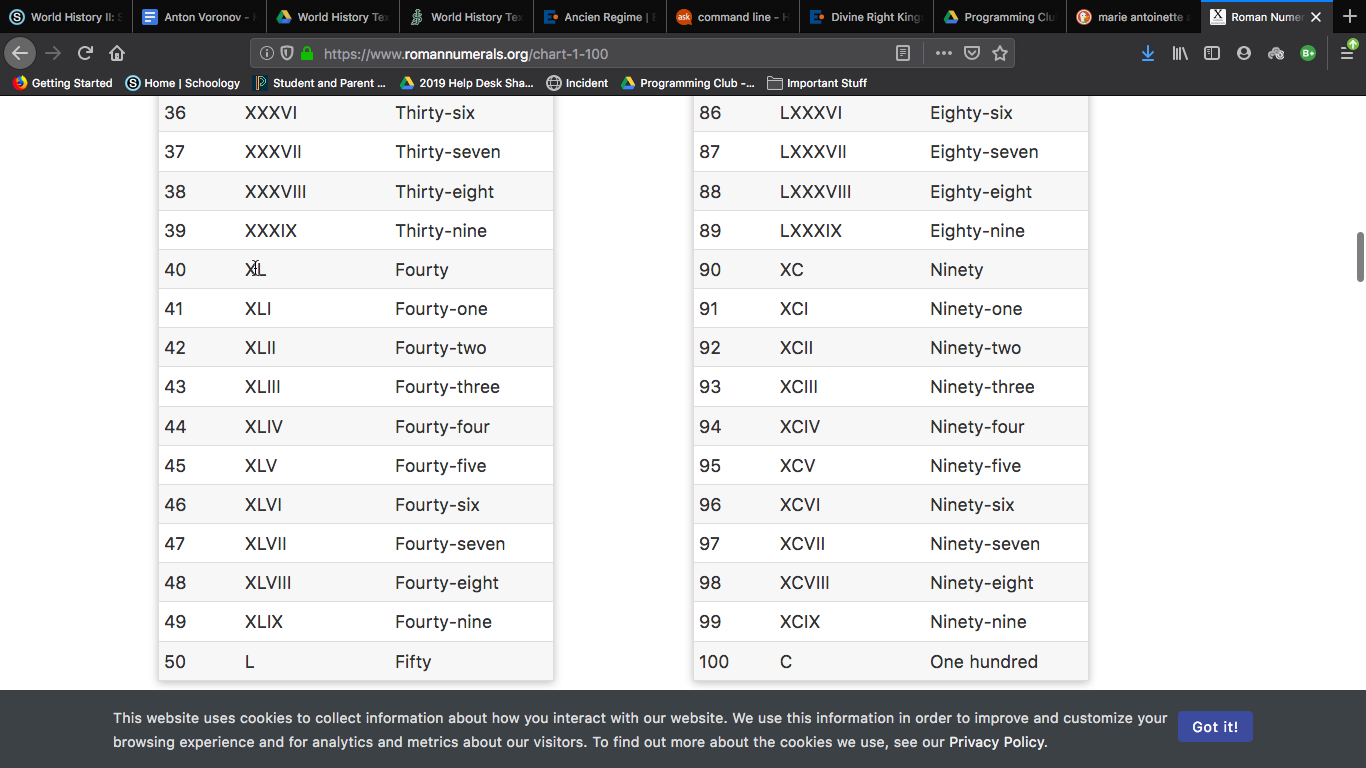 World History II: S
Anton Voronov -
World History Te
World History Te
Ancien Regime | E
command line - H
Divine Right King
Programming Clu
marie antoinette
Roman Numer
https://www.romannumerals.org/chart-1-100
Getting Started
Home | Schoology
Student and Parent ...
2019 Help Desk Sha...
Incident
Programming Club -...
Important Stuff
36 XXXVI Thirty-six 86 LXXXVI Eighty-six
37 XXXVII Thirty-seven 87 LXXXVII Eighty-seven
38 XXXVIII Thirty-eight 88 LXXXVIII Eighty-eight
39 XXXIX Thirty-nine 89 LXXXIX Eighty-nine
40 XL Fourty 90 XC Ninety
41 XLI Fourty-one 91 XCI Ninety-one
42 XLII Fourty-two 92 XCII Ninety-two
43 XLIII Fourty-three 93 XCIII Ninety-three
44 XLIV Fourty-four 94 XCIV Ninety-four
45 XLV Fourty-five 95 XCV Ninety-five
46 XLVI Fourty-six 96 XCVI Ninety-six
47 XLVII Fourty-seven 97 XCVII Ninety-seven
48 XLVIII Fourty-eight 98 XCVIII Ninety-eight
49 XLIX Fourty-nine 99 XCIX Ninety-nine
50 L Fifty 100 C One hundred
This website uses cookies to collect information about how you interact with our website. We use this information in order to improve and customize your
browsing experience and for analytics and metrics about our visitors. To find out more about the cookies we use, see our Privacy Policy.
Got it!